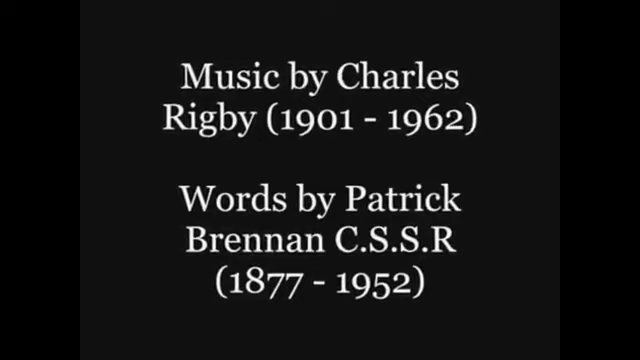 Music by Charles
Rigby (1901 - 1962)
Words by Patrick
Brennan C.S.S.R
(1877 - 1952)